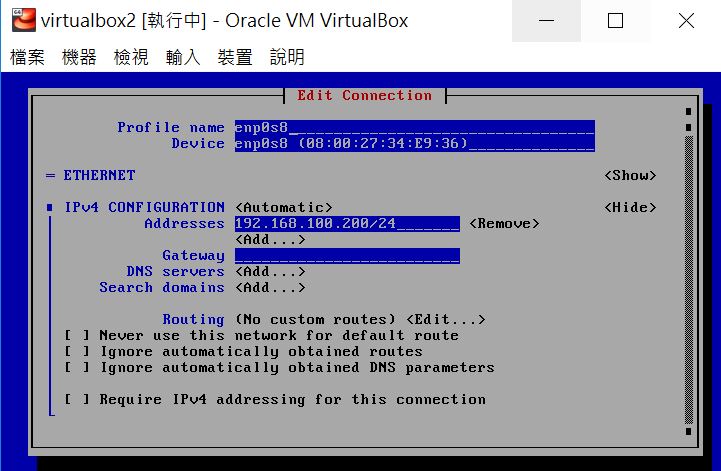 virtualbox2 [執行中] - Oracle VM VirtualBox
檔案 機器 檢視 輸入 裝置 說明
Edit Connection
Profile name enp0s8_________________________________
Device enp0s8 (08:00:27:34:E9:36)______________
= ETHERNET <Show>
IPv4 CONFIGURATION <Automatic> <Hide>
Addresses 192.168.100.200/24_______ <Remove>
<Add...>
Gateway _________________________
DNS servers <Add...>
Search domains <Add...>
Routing (No custom routes) <Edit...>
[ ] Never use this network for default route
[ ] Ignore automatically obtained routes
[ ] Ignore automatically obtained DNS parameters
[ ] Require IPv4 addressing for this connection